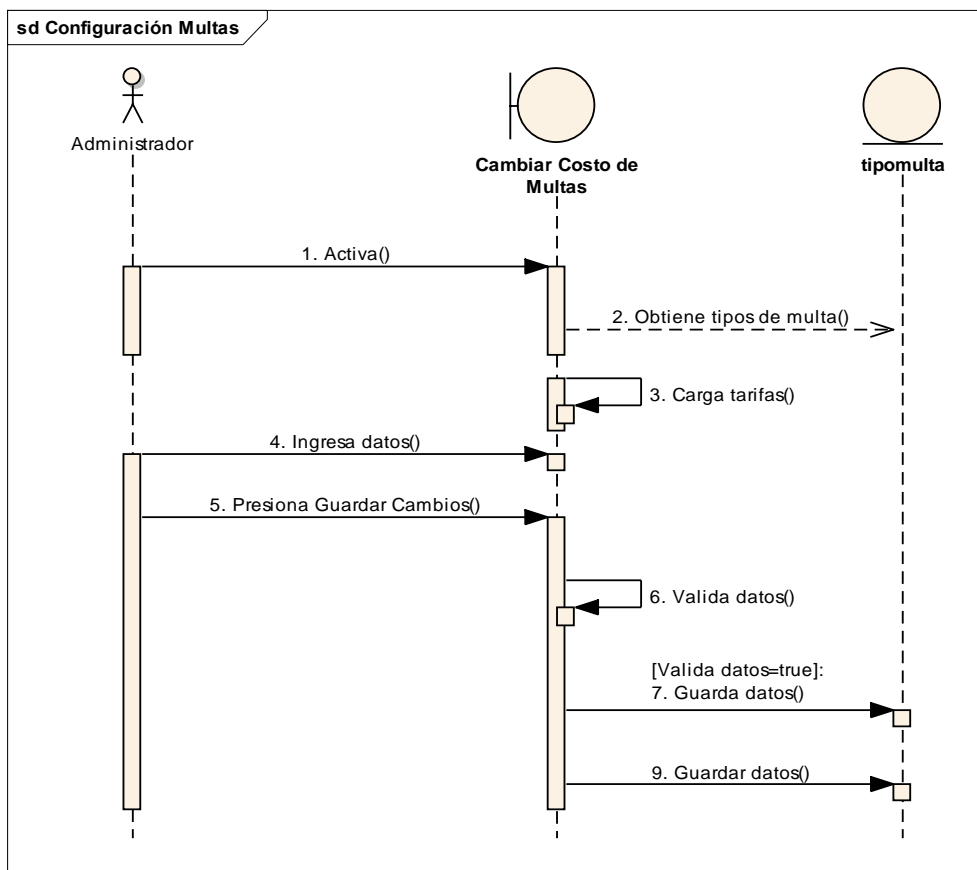 sd Configuración Multas
Administrador
Cambiar Costo de
Multas
tipomulta
1. Activa()
2. Obtiene tipos de multa()
3. Carga tarifas()
4. Ingresa datos()
5. Presiona Guardar Cambios()
6. Valida datos()
[Valida datos=true]:
7. Guarda datos()
9. Guardar datos()